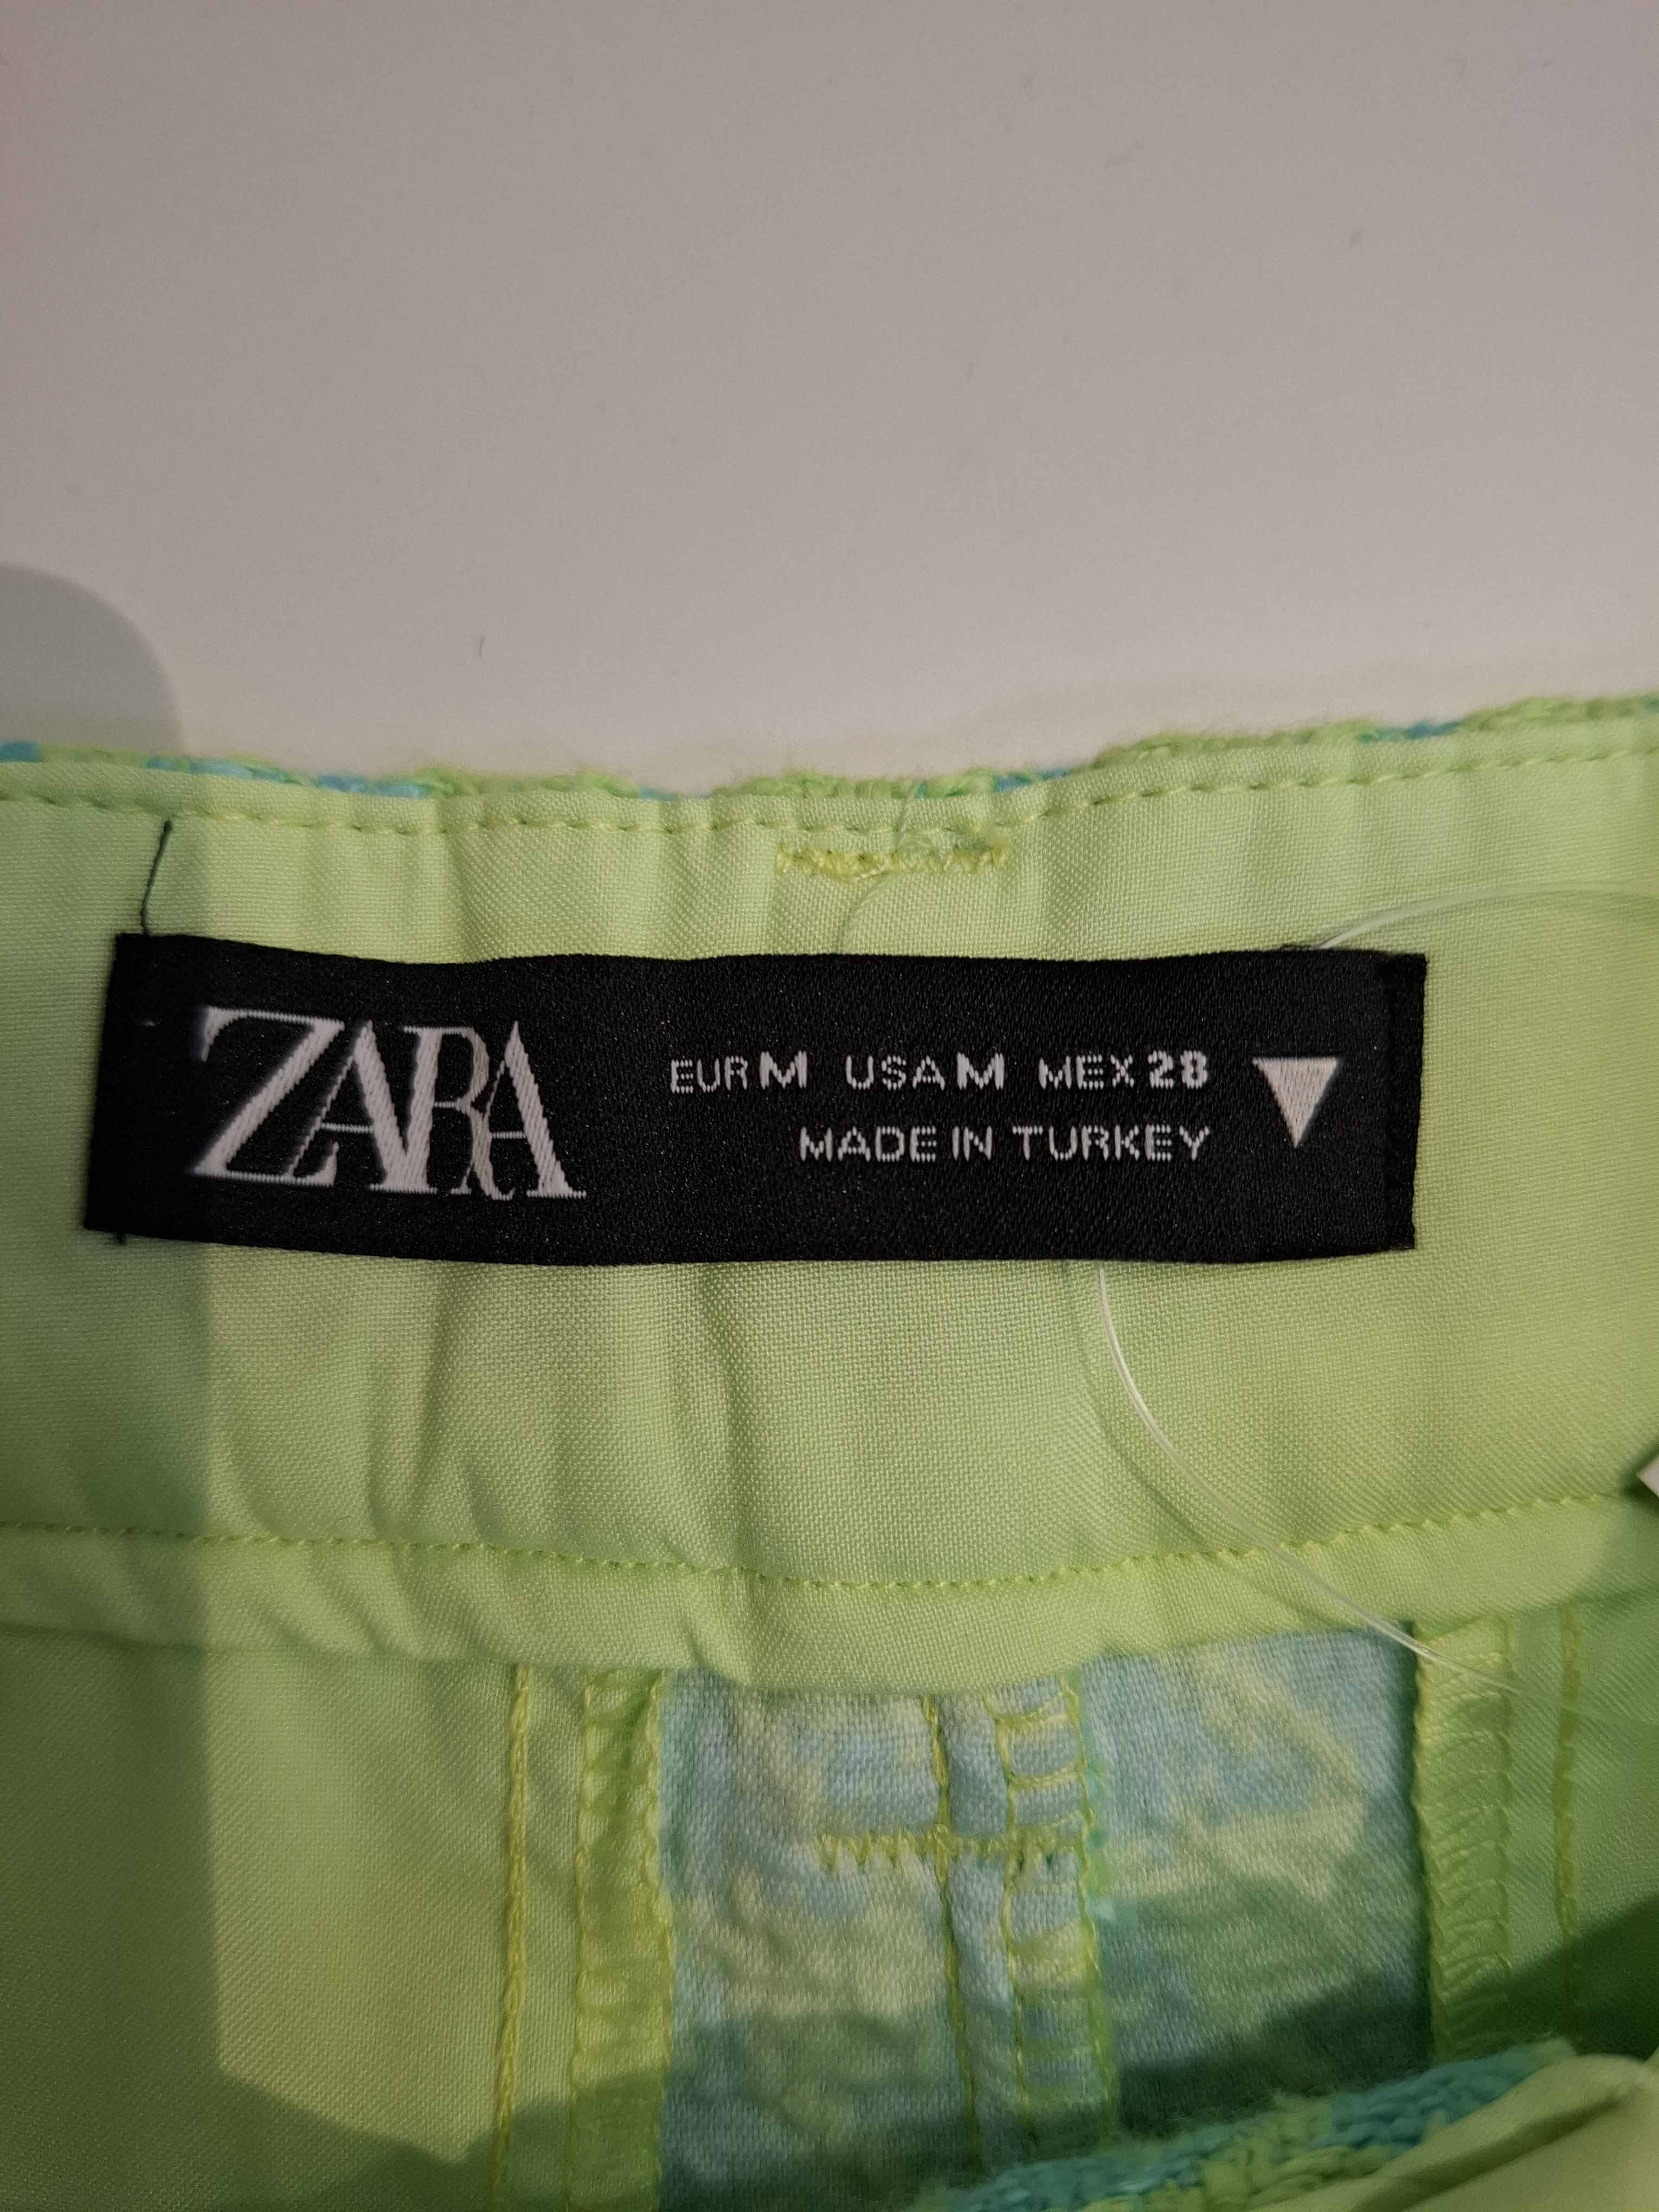 ZARA
EUR M USA M MEX 28
MADE IN TURKEY